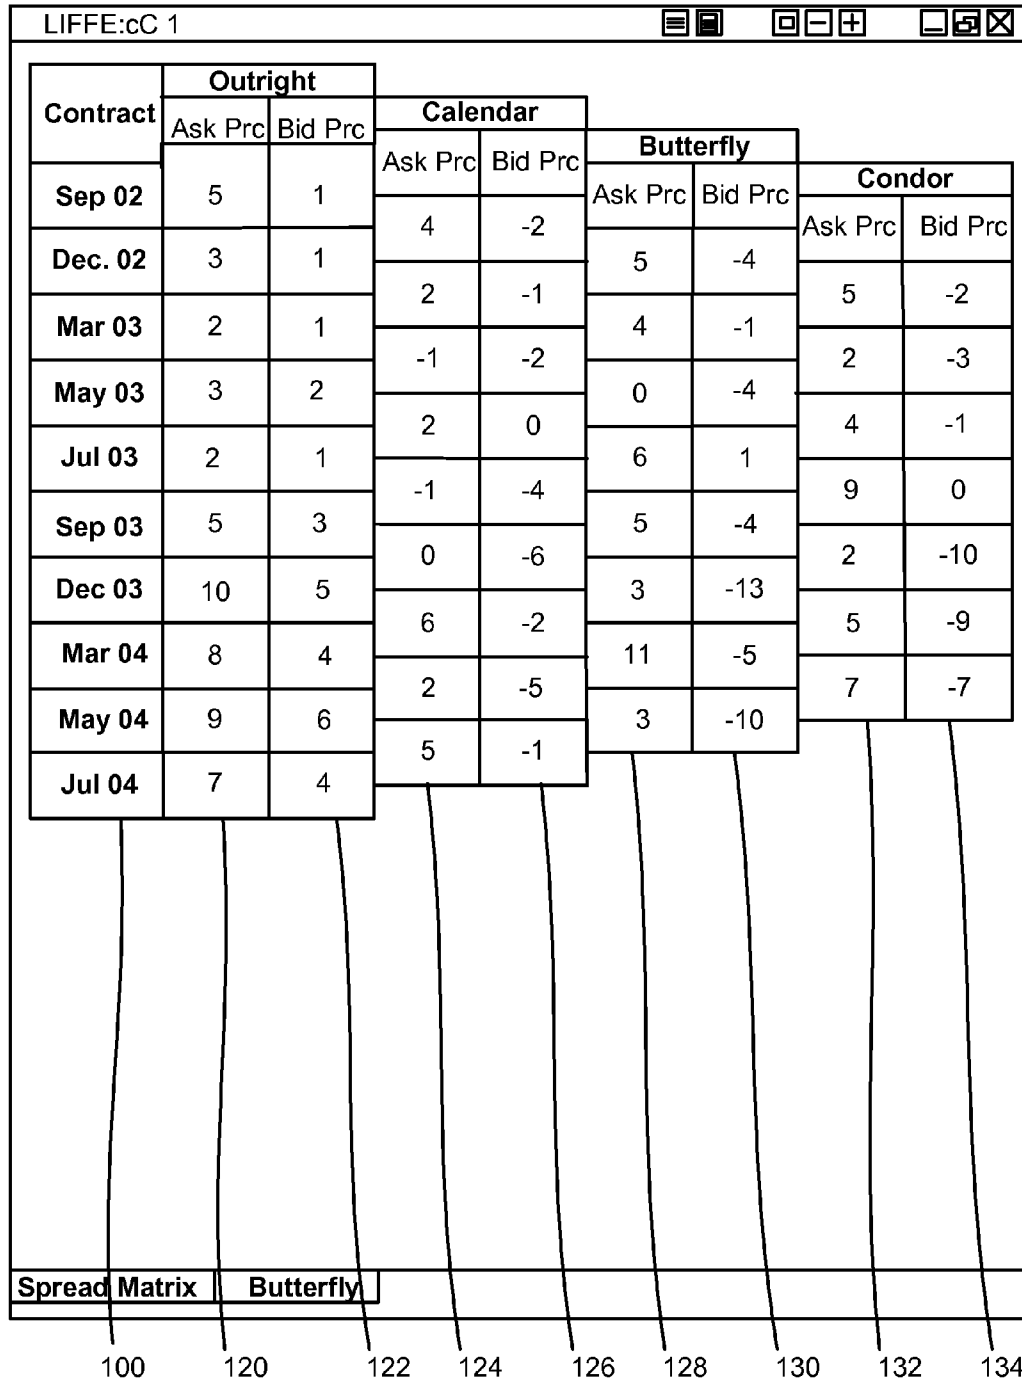 LIFFE:cC 1
Outright
Contract
Calendar
Ask Prc Bid Prc
Butterfly
Ask Prc Bid Prc
Condor
Sep 02 5 1
Ask Prc Bid Prc
4 -2
Ask Prc Bid Prc
Dec. 02 3 1
5 -4
2 -1
5 -2
Mar 03 2 1
4 -1
-1 -2
2 -3
May 03 3 2
0 -4
2 0
4 -1
Jul 03 2 1
6 1
-1 -4
9 0
Sep 03 5 3
5 -4
0 -6
2 -10
Dec 03 10 5
3 -13
6 -2
5 -9
Mar 04 8 4
11 -5
2 -5
7 -7
May 04 9 6
3 -10
5 -1
Jul 04 7 4
Spread Matrix Butterfly
100 120 122 124 126 128 130 132 134